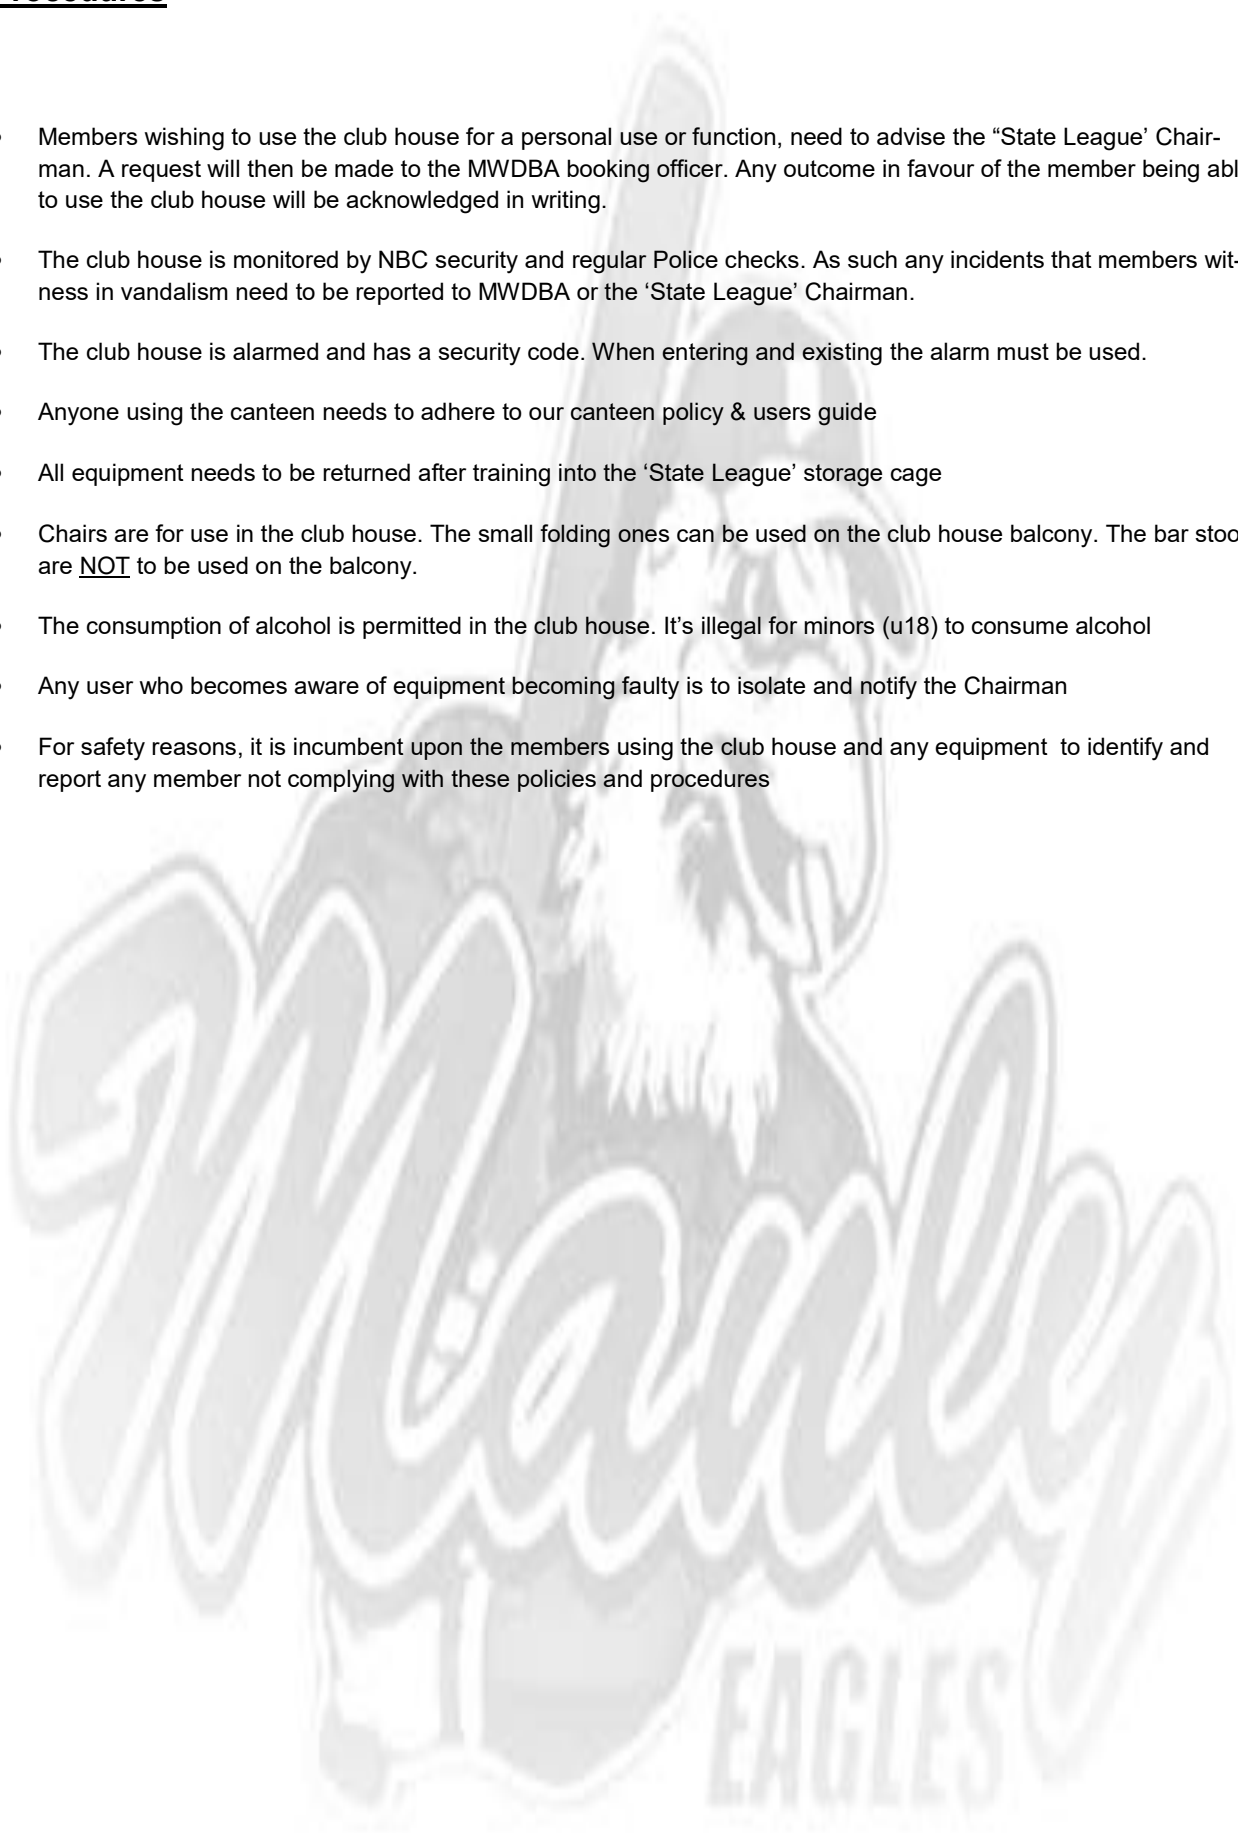 rocedures
• Members wishing to use the club house for a personal use or function, need to advise the “State League’ Chair-
man. A request will then be made to the MWDBA booking officer. Any outcome in favour of the member being abl
to use the club house will be acknowledged in writing.
• The club house is monitored by NBC security and regular Police checks. As such any incidents that members wit-
ness in vandalism need to be reported to MWDBA or the ‘State League’ Chairman.
• The club house is alarmed and has a security code. When entering and existing the alarm must be used.
• Anyone using the canteen needs to adhere to our canteen policy & users guide
• All equipment needs to be returned after training into the ‘State League’ storage cage
• Chairs are for use in the club house. The small folding ones can be used on the club house balcony. The bar stoo
are NOT to be used on the balcony.
• The consumption of alcohol is permitted in the club house. It’s illegal for minors (u18) to consume alcohol
• Any user who becomes aware of equipment becoming faulty is to isolate and notify the Chairman
• For safety reasons, it is incumbent upon the members using the club house and any equipment  to identify and
report any member not complying with these policies and procedures
Manly
EAGLES